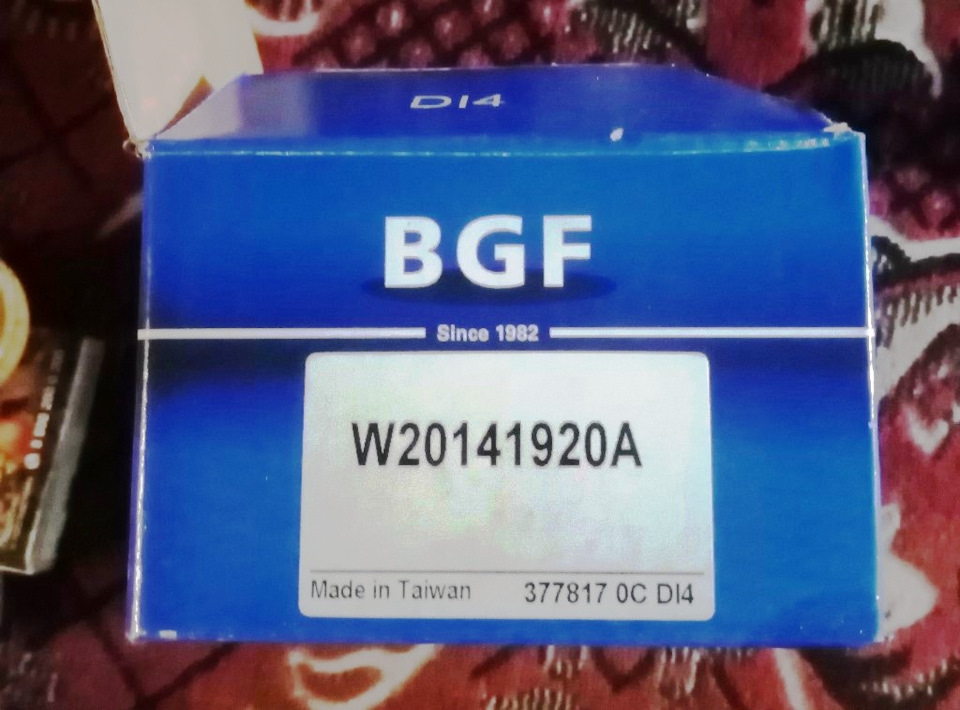 DI4
BGF
Since 1982
W20141920A
Made in Taiwan 377817 0C DI4